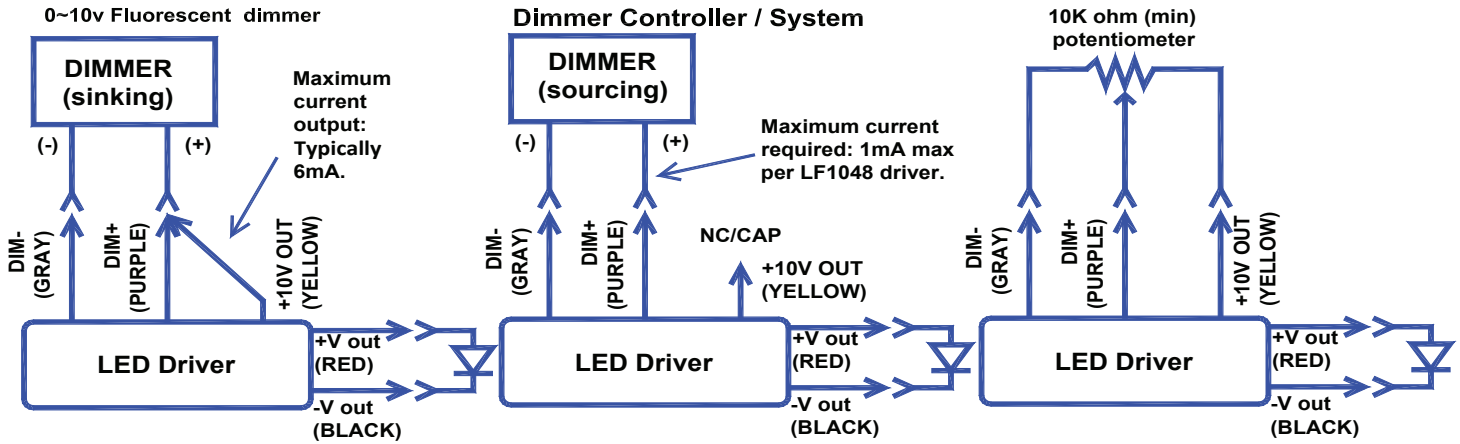 0~10v Fluorescent dimmer
DIMMER
(sinking)
(-)
(+)
Maximum
current
output:
Typically
6mA.
DIM-
(GRAY)
DIM+
(PURPLE)
+10V OUT
(YELLOW)
LED Driver
+V out
(RED)
-V out
(BLACK)
Dimmer Controller / System
DIMMER
(sourcing)
(-)
(+)
Maximum current
required: 1mA max
per LF1048 driver.
DIM-
(GRAY)
DIM+
(PURPLE)
NC/CAP
+10V OUT
(YELLOW)
LED Driver
+V out
(RED)
-V out
(BLACK)
10K ohm (min)
potentiometer
DIM-
(GRAY)
DIM+
(PURPLE)
+10V OUT
(YELLOW)
LED Driver
+V out
(RED)
-V out
(BLACK)